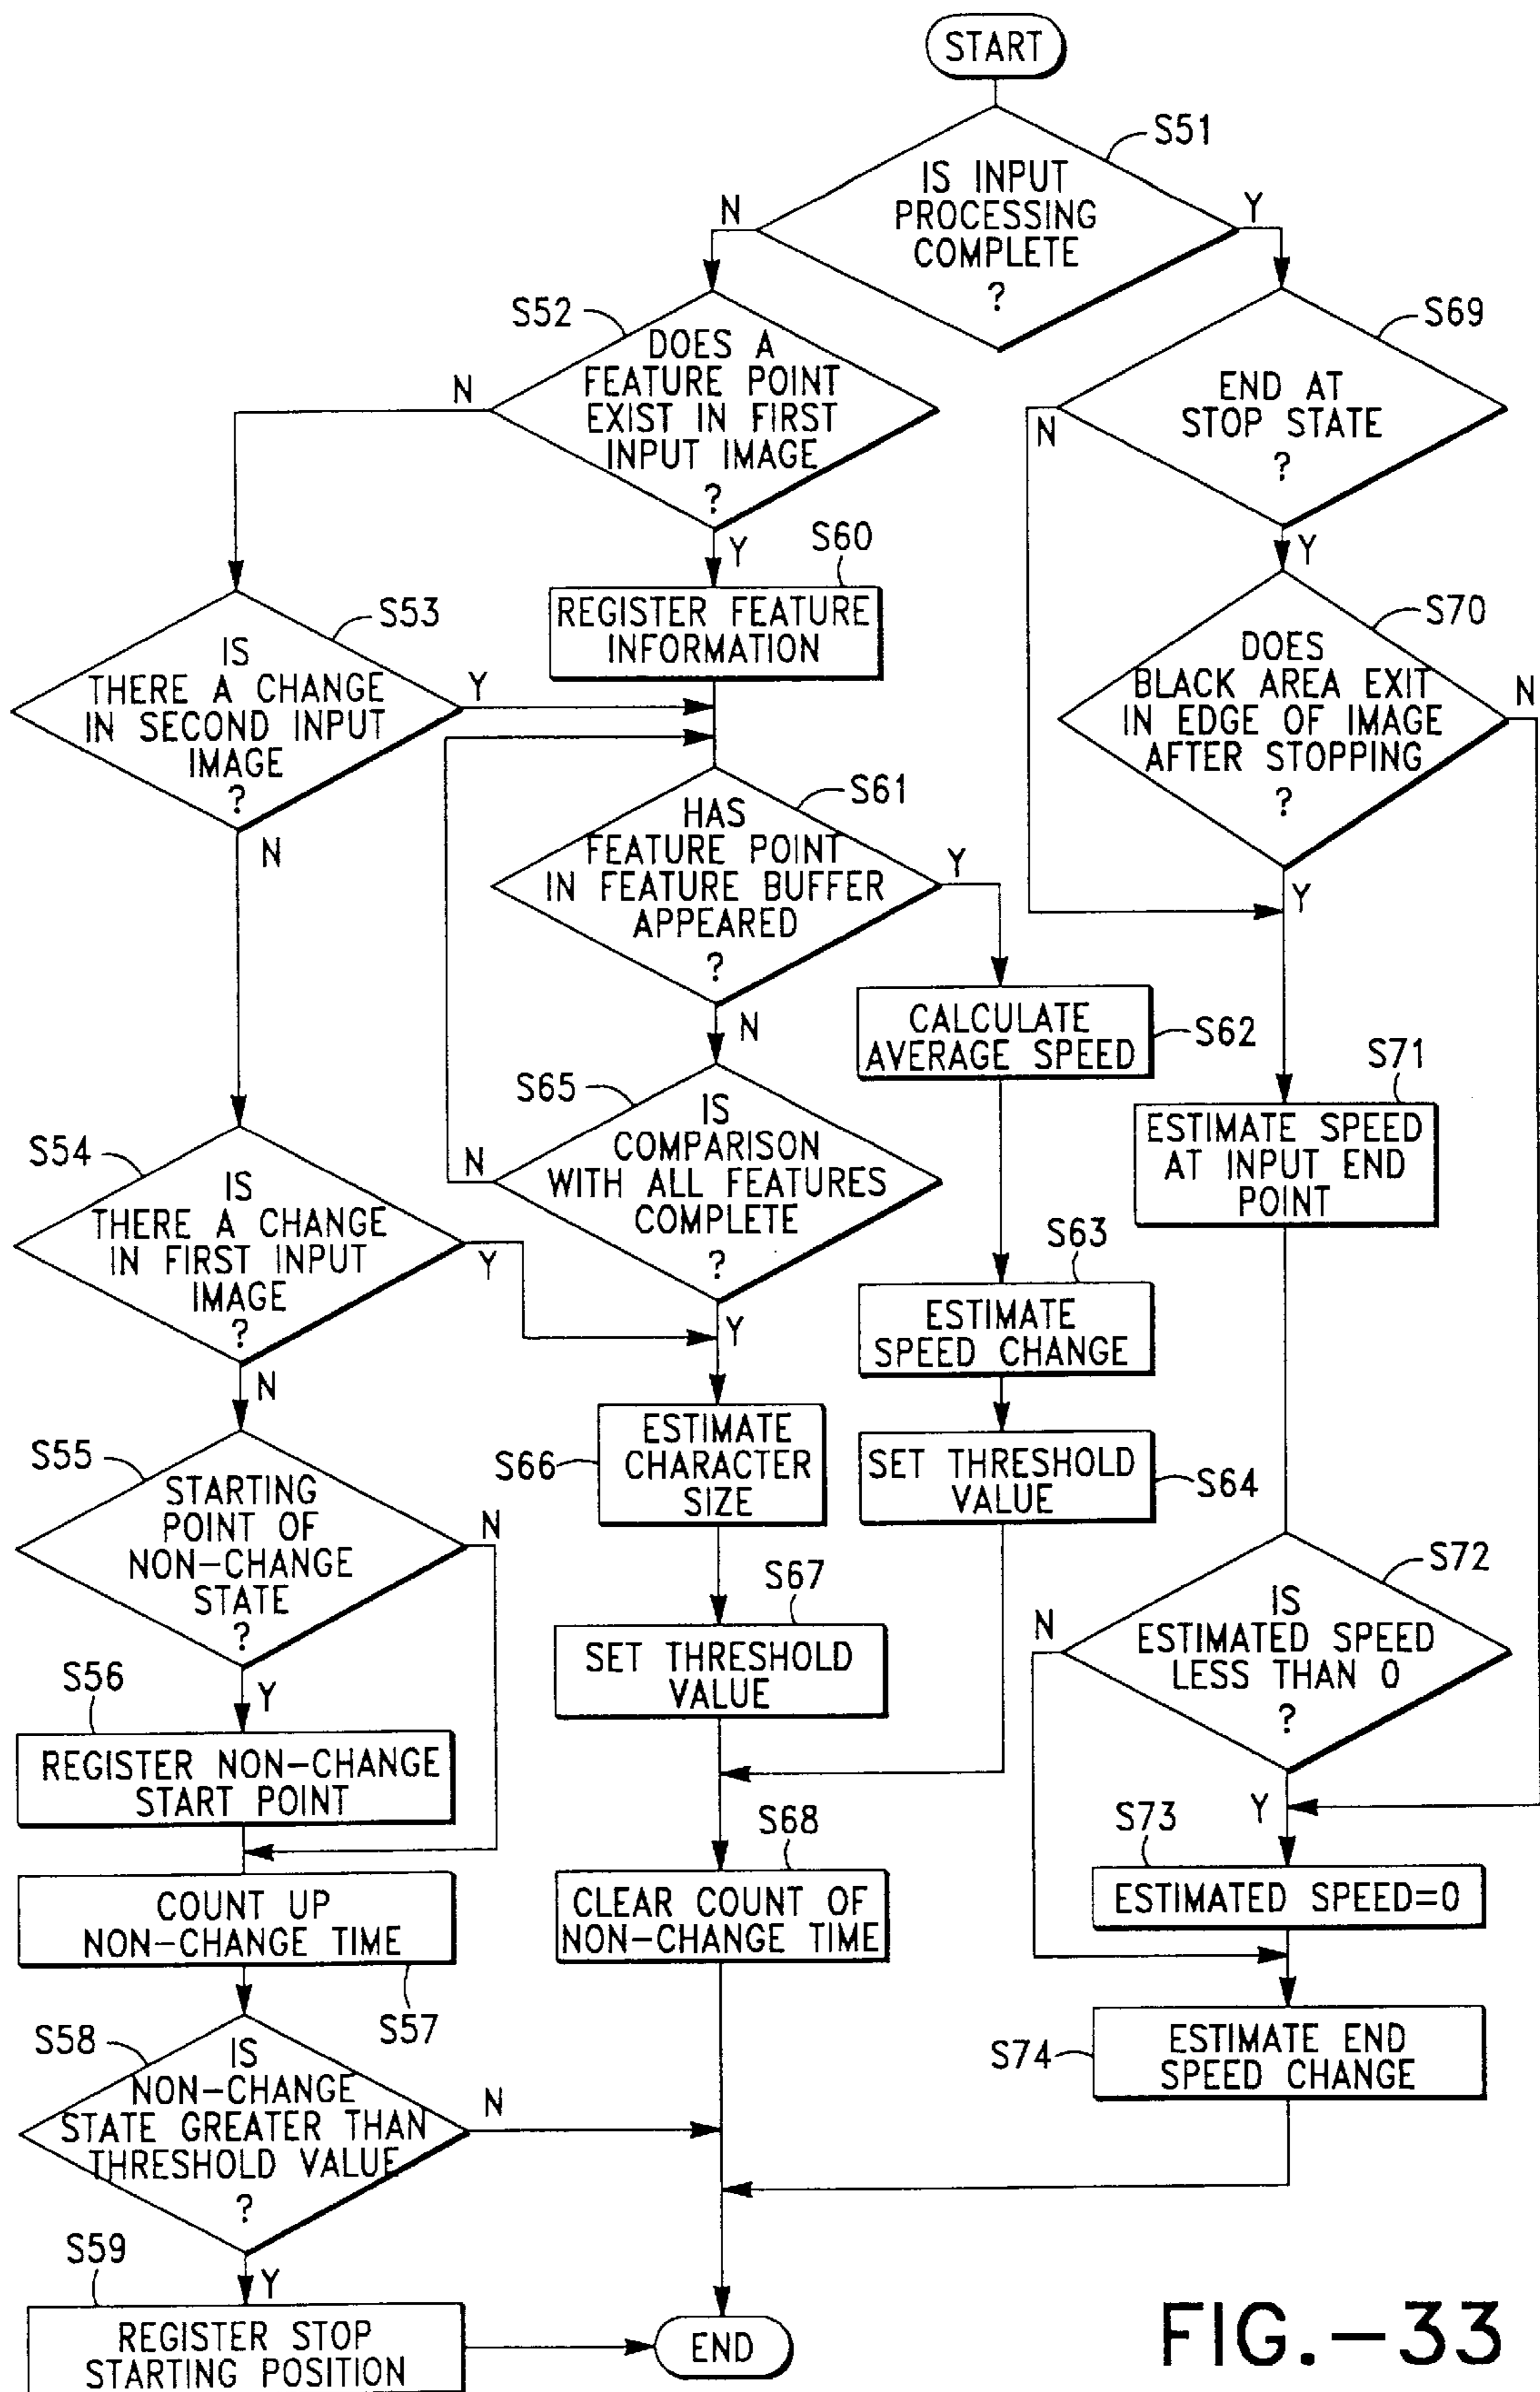 START
S51
IS INPUT
PROCESSING
COMPLETE
?
N
Y
S52
DOES A
FEATURE POINT
EXIST IN FIRST
INPUT IMAGE
?
N
Y
S69
END AT
STOP STATE
?
N
Y
S60
REGISTER FEATURE
INFORMATION
S53
IS
THERE A CHANGE
IN SECOND INPUT
IMAGE
?
Y
N
S70
DOES
BLACK AREA EXIT
IN EDGE OF IMAGE
AFTER STOPPING
?
N
Y
S61
HAS
FEATURE POINT
IN FEATURE BUFFER
APPEARED
?
Y
N
CALCULATE
AVERAGE SPEED
S62
S65
IS
COMPARISON
WITH ALL FEATURES
COMPLETE
?
N
Y
S71
ESTIMATE SPEED
AT INPUT END
POINT
S54
IS
THERE A CHANGE
IN FIRST INPUT
IMAGE
?
Y
N
S63
ESTIMATE
SPEED CHANGE
S66
ESTIMATE
CHARACTER
SIZE
SET THRESHOLD
VALUE
S64
S55
STARTING
POINT OF
NON-CHANGE
STATE
?
N
Y
S67
SET THRESHOLD
VALUE
S72
IS
ESTIMATED SPEED
LESS THAN 0
?
N
Y
S56
REGISTER NON-CHANGE
START POINT
S68
CLEAR COUNT OF
NON-CHANGE TIME
S73
ESTIMATED SPEED=0
COUNT UP
NON-CHANGE TIME
S57
S58
IS
NON-CHANGE
STATE GREATER THAN
THRESHOLD VALUE
?
N
Y
S74
ESTIMATE END
SPEED CHANGE
S59
REGISTER STOP
STARTING POSITION
END
FIG.-33